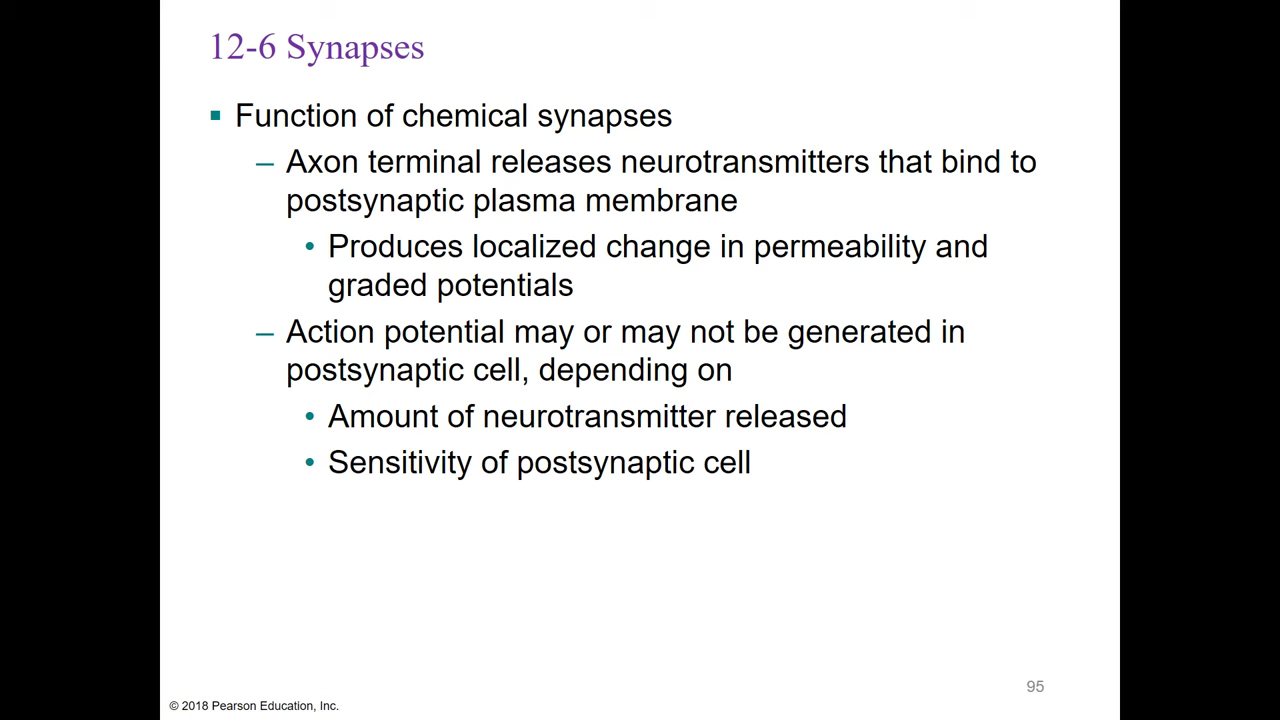 12-6 Synapses
▪ Function of chemical synapses
– Axon terminal releases neurotransmitters that bind to
postsynaptic plasma membrane
• Produces localized change in permeability and
graded potentials
– Action potential may or may not be generated in
postsynaptic cell, depending on
• Amount of neurotransmitter released
• Sensitivity of postsynaptic cell
95
© 2018 Pearson Education, Inc.